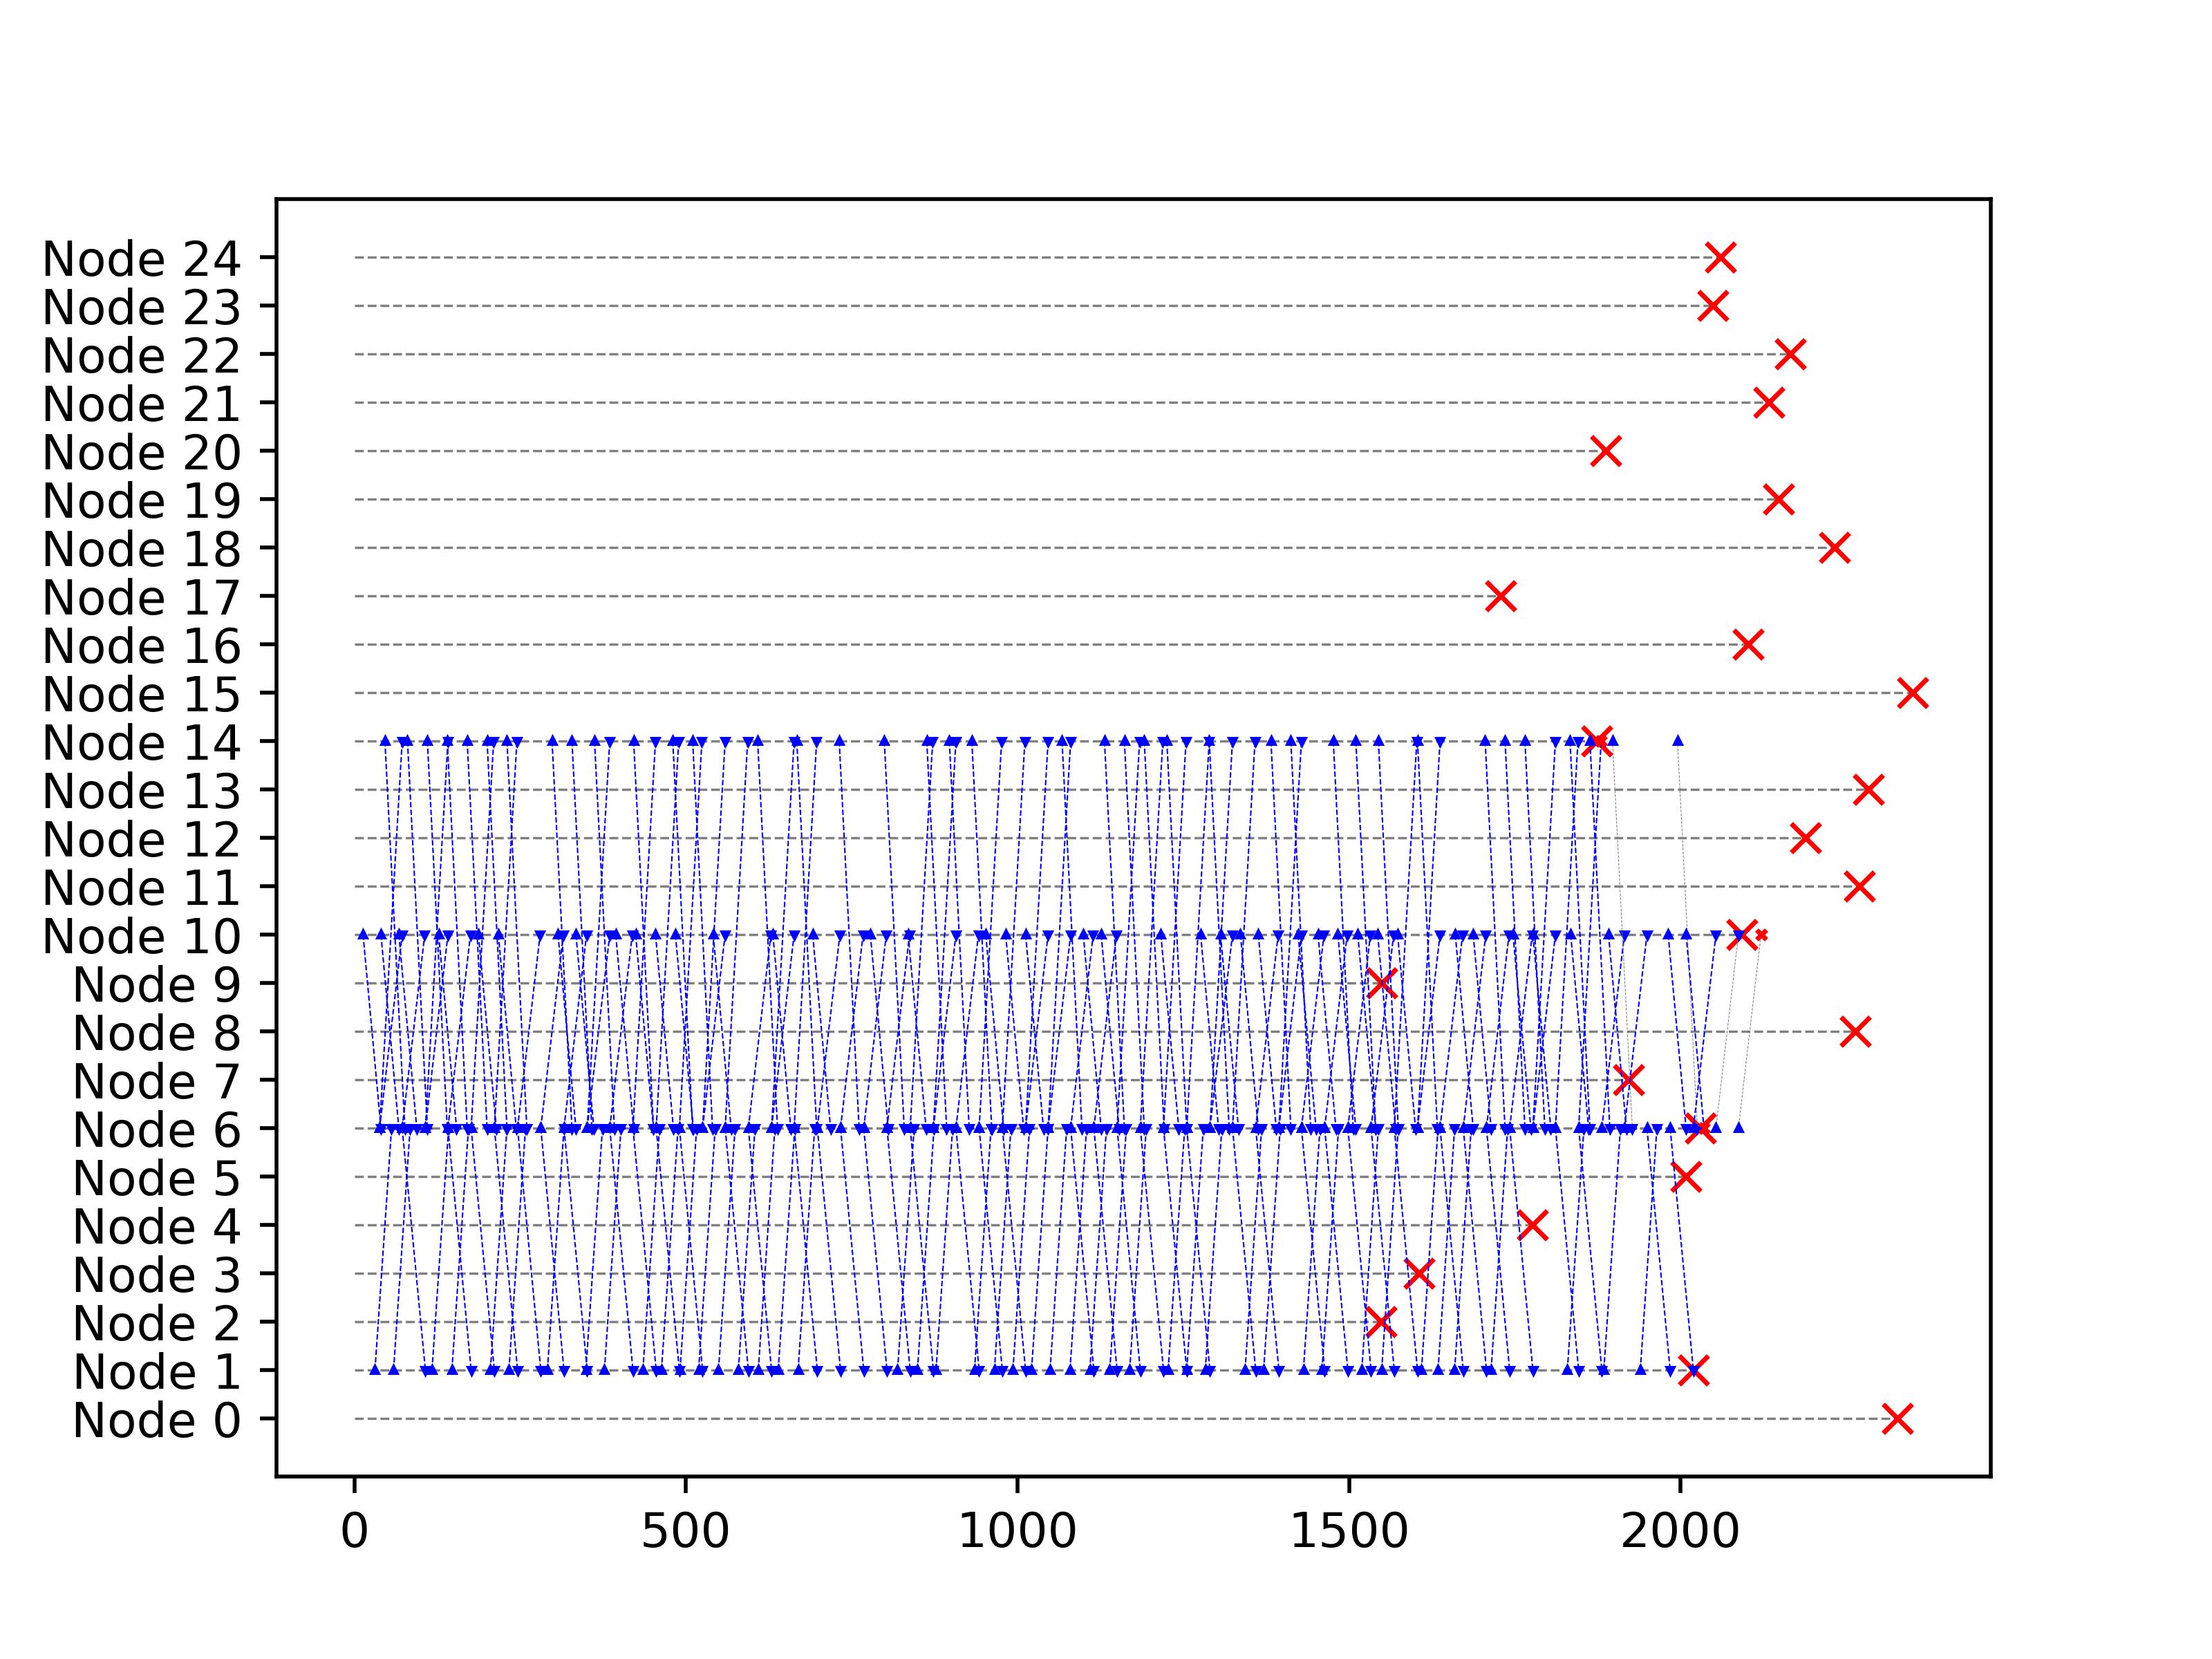 Node 24
Node 23
Node 22
Node 21
Node 20
Node 19
Node 18
Node 17
Node 16
Node 15
Node 14
Node 13
Node 12
Node 11
Node 10
Node 9
Node 8
Node 7
Node 6
Node 5
Node 4
Node 3
Node 2
Node 1
Node 0
0 500 1000 1500 2000